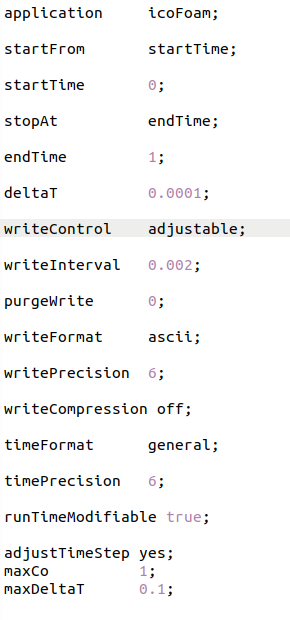 application     icoFoam;
startFrom       startTime;
startTime       0;
stopAt          endTime;
endTime         1;
deltaT          0.0001;
writeControl    adjustable;
writeInterval   0.002;
purgeWrite      0;
writeFormat     ascii;
writePrecision  6;
writeCompression off;
timeFormat      general;
timePrecision   6;
runTimeModifiable true;
adjustTimeStep yes;
maxCo          1;
maxDeltaT      0.1;